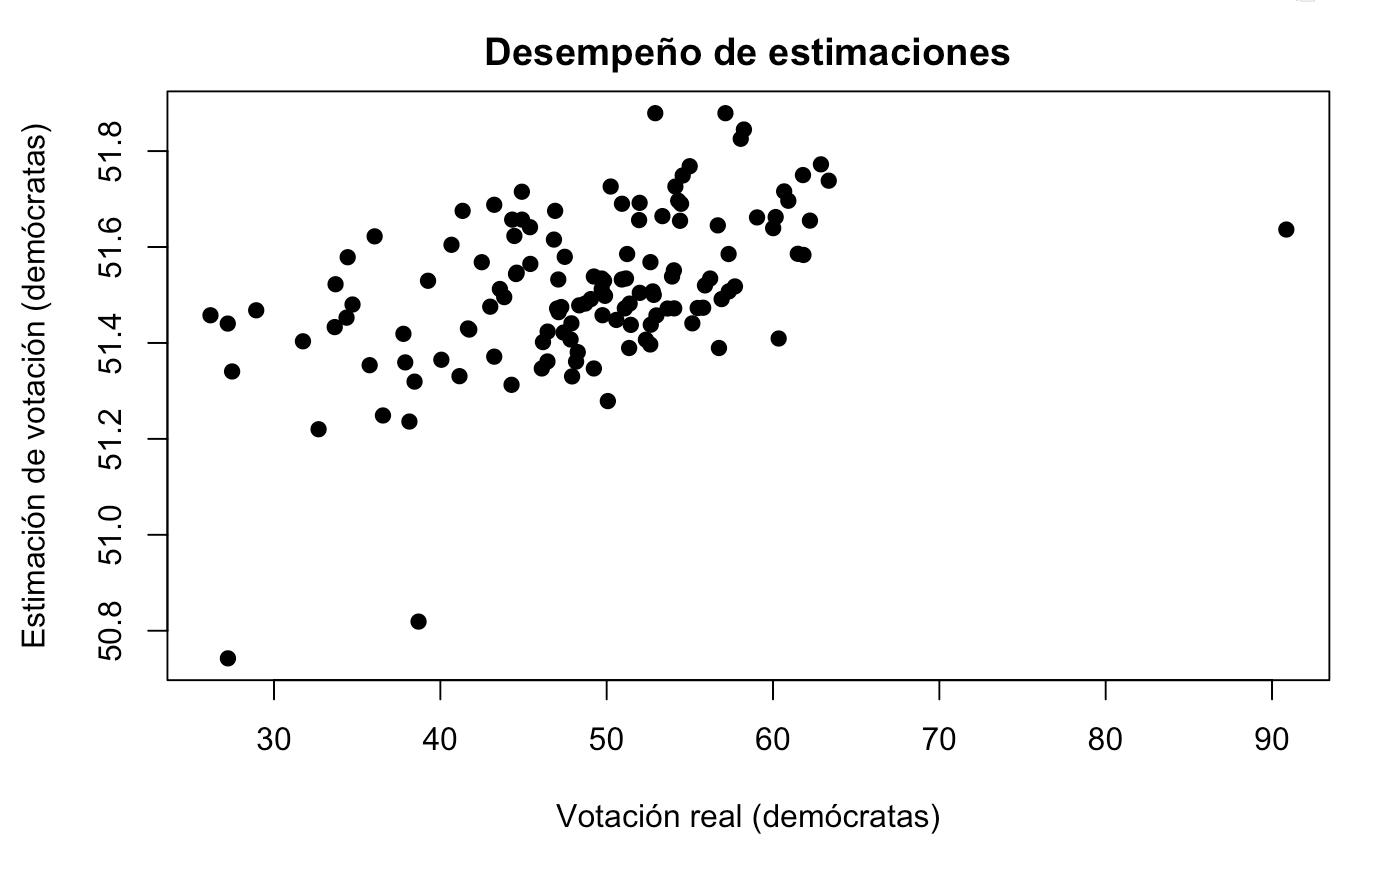 Desempeño de estimaciones
Estimación de votación (demócratas)
51.8
51.6
51.4
51.2
51.0
50.8
30 40 50 60 70 80 90
Votación real (demócratas)